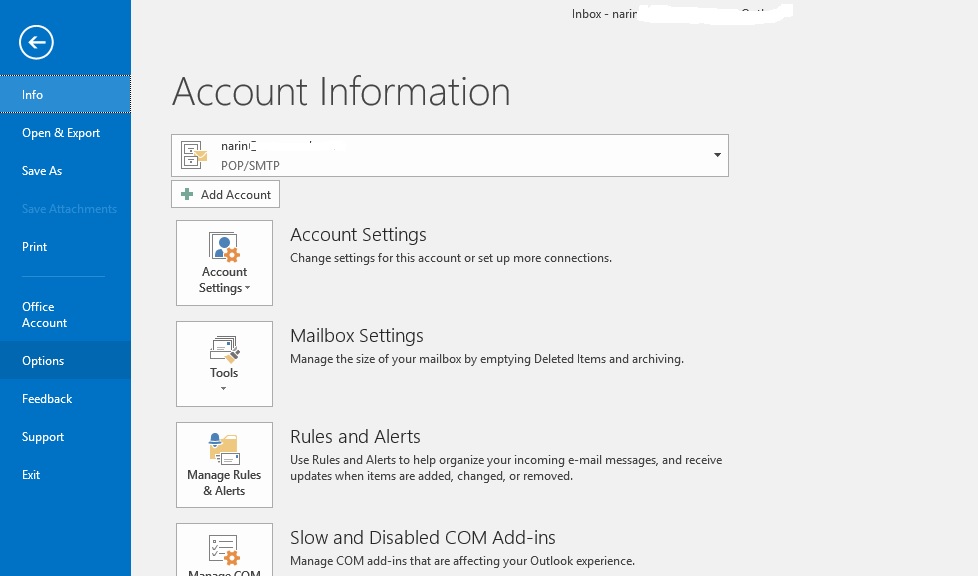 Inbox - narin
Info
Open & Export
Save As
Save Attachments
Print
Office
Account
Options
Feedback
Support
Exit
Account Information
narin
POP/SMTP
Add Account
Account
Settings
Account Settings
Change settings for this account or set up more connections.
Tools
Mailbox Settings
Manage the size of your mailbox by emptying Deleted Items and archiving.
Manage Rules
& Alerts
Rules and Alerts
Use Rules and Alerts to help organize your incoming e-mail messages, and receive
updates when items are added, changed, or removed.
Manage COM
Slow and Disabled COM Add-ins
Manage COM add-ins that are affecting your Outlook experience.